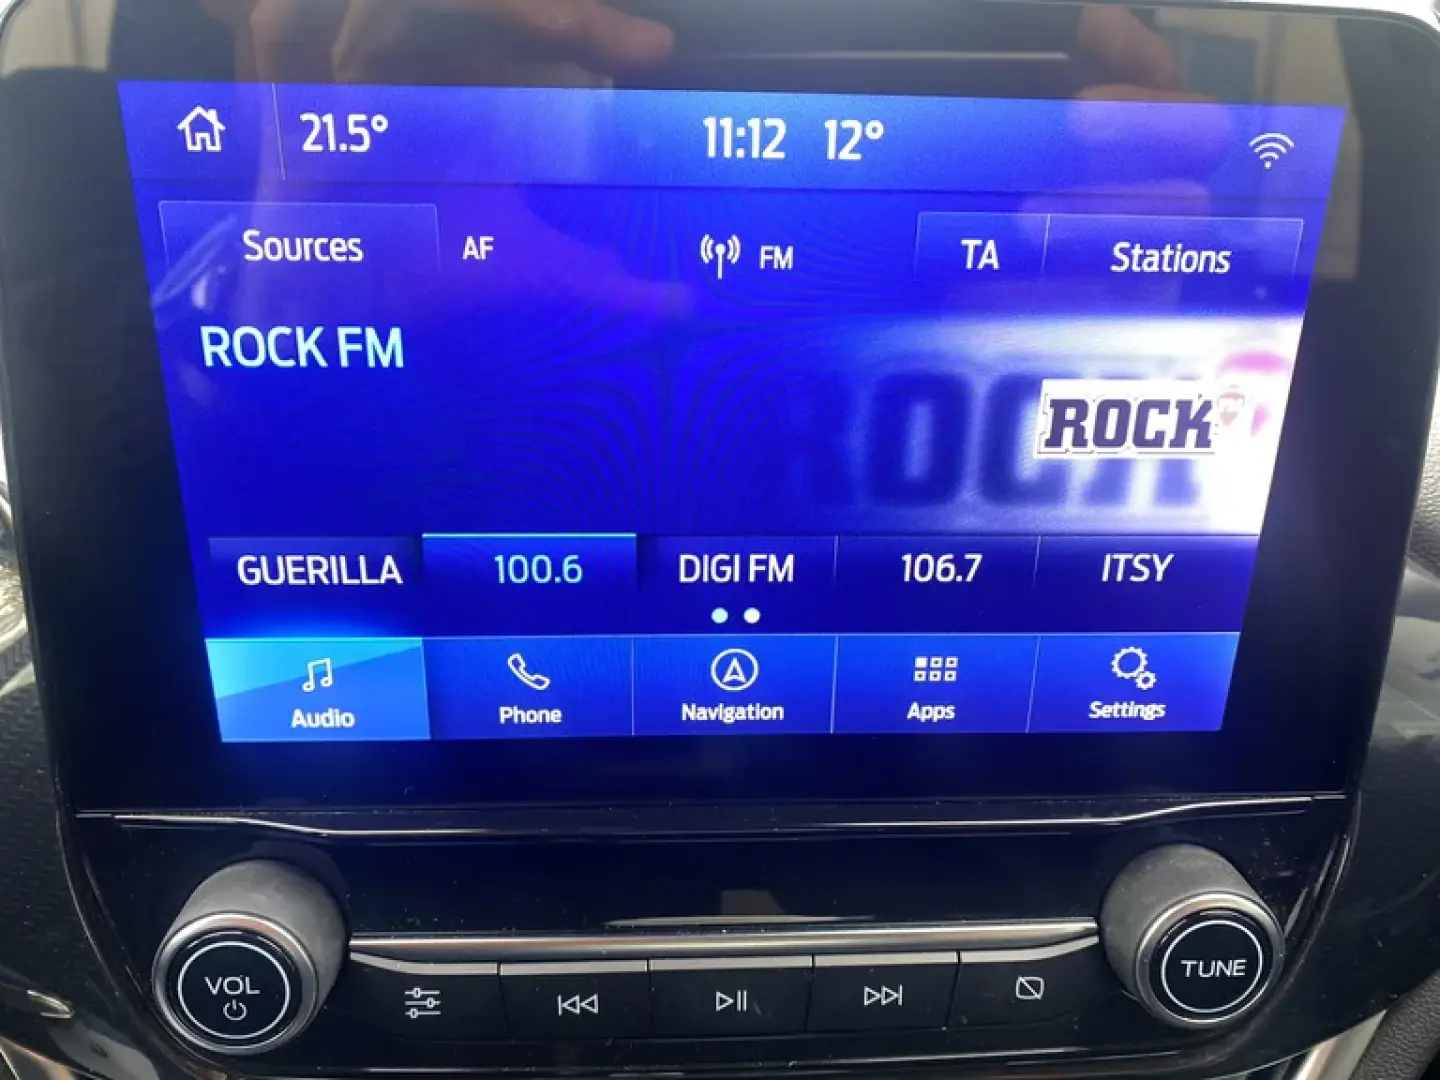 21.5° 11:12 12°
Sources AF FM TA Stations
ROCK FM
ROCK FM
GUERILLA 100.6 DIGI FM 106.7 ITSY
Audio Phone Navigation Apps Settings
VOL TUNE